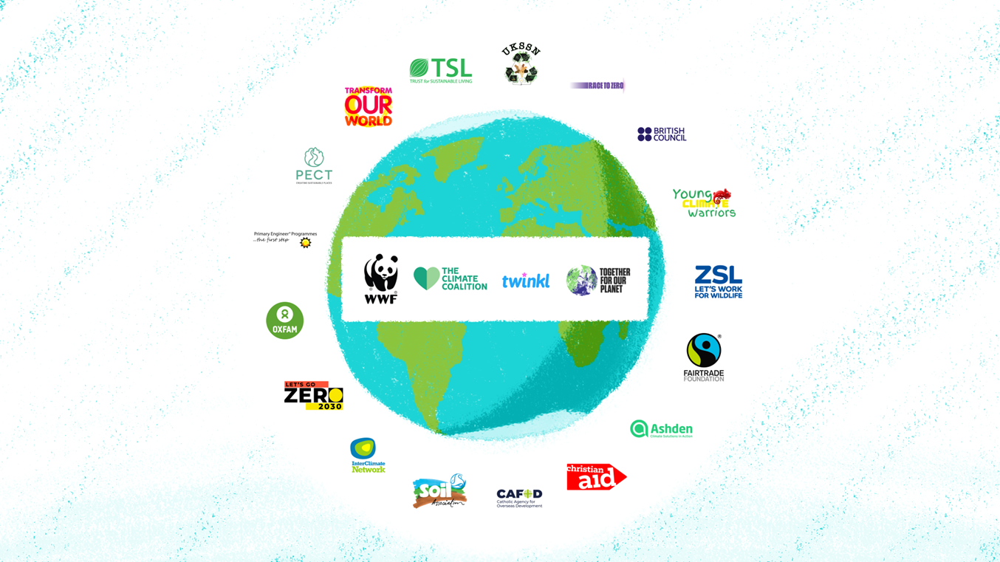 UKSSN
TSL
TRUST for SUSTAINABLE LIVING
RACE TO ZERO
TRANSFORM
OUR
WORLD
BRITISH
COUNCIL
PECT
CREATING SUSTAINABLE PLACES
Young
CLIMATE
Warriors
Primary Engineer® Programmes
...the first step
WWF
®
THE
CLIMATE
COALITION
twinkl
TOGETHER
FOR OUR
PLANET
ZSL
LET'S WORK
FOR WILDLIFE
OXFAM
®
FAIRTRADE
FOUNDATION
LET'S GO
ZERO
2030
Ashden
Climate Solutions in Action
InterClimate
Network
christian
aid
soil
Association
CAFOD
Catholic Agency for
Overseas Development